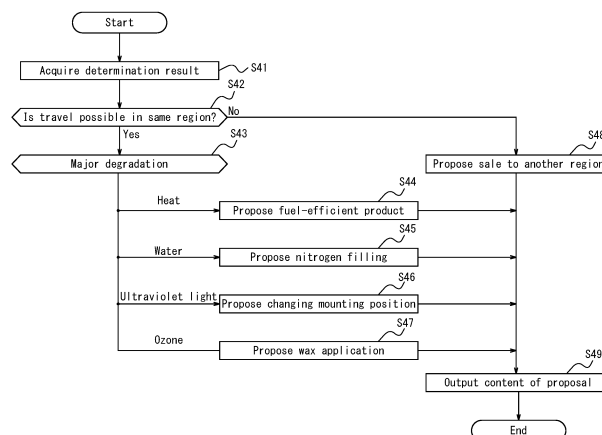 Start
Acquire determination result
S41
S42
Is travel possible in same region?
No
Yes
S43
Major degradation
S48
Propose sale to another region
Heat
S44
Propose fuel-efficient product
Water
S45
Propose nitrogen filling
Ultraviolet light
S46
Propose changing mounting position
Ozone
S47
Propose wax application
S49
Output content of proposal
End